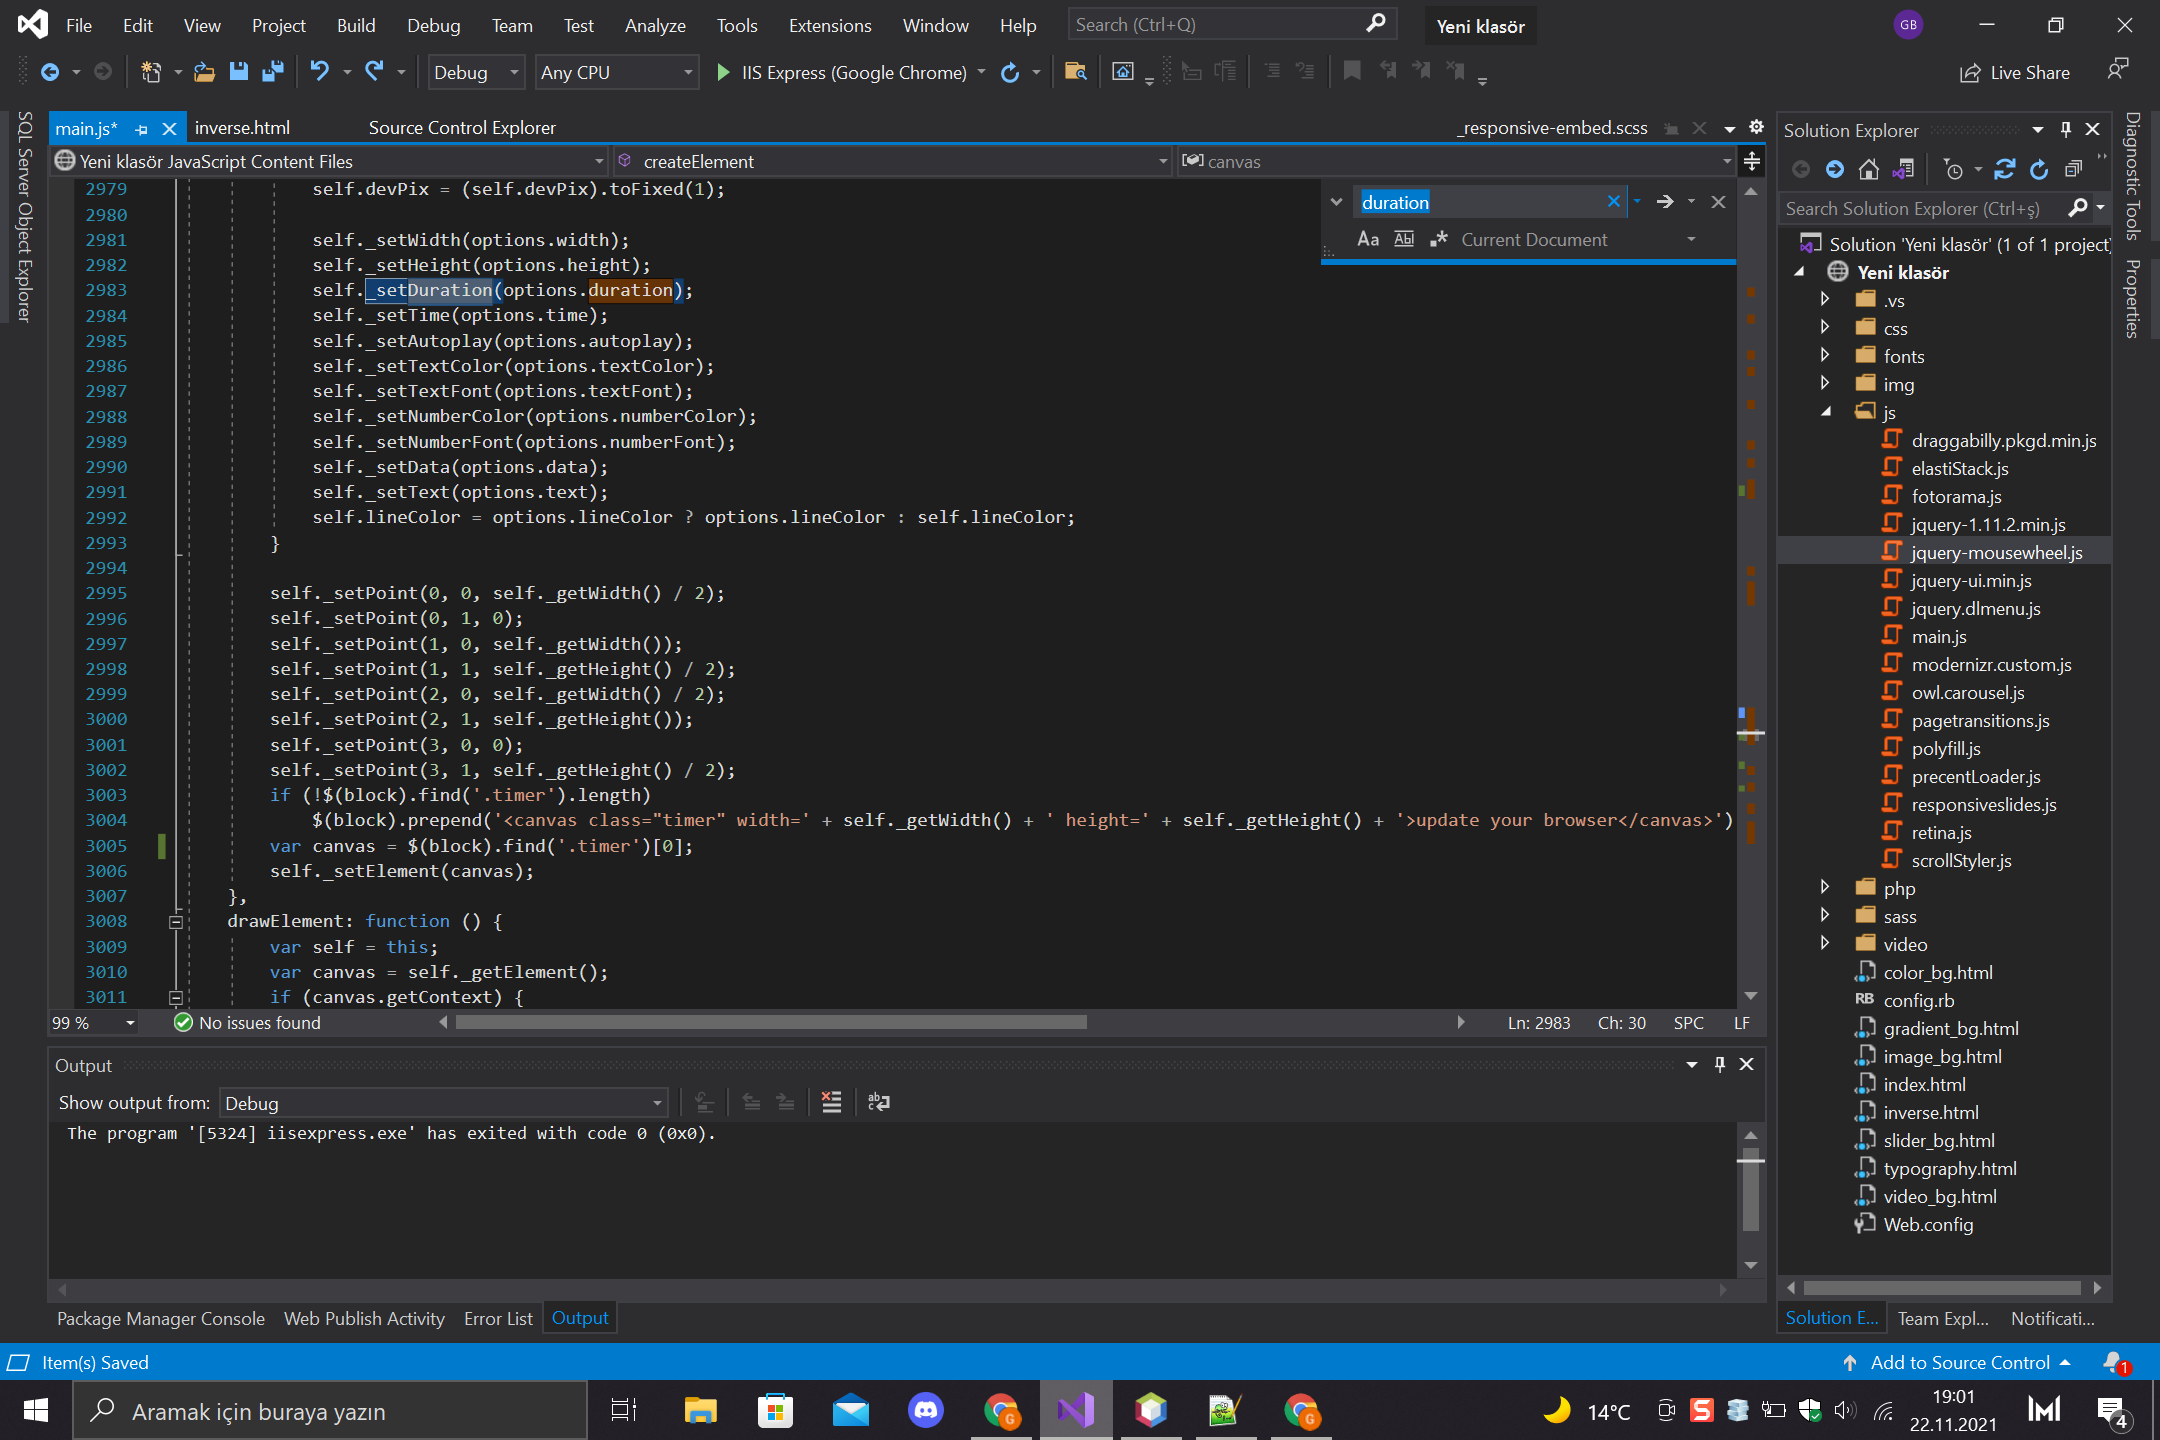 File Edit View Project Build Debug Team Test Analyze Tools Extensions Window Help Search (Ctrl+Q) Yeni klasör GB
Debug Any CPU IIS Express (Google Chrome) Live Share
SQL Server Object Explorer
main.js* inverse.html Source Control Explorer _responsive-embed.scss
Yeni klasör JavaScript Content Files createElement canvas
duration
Aa Abl .* Current Document
2979 self.devPix = (self.devPix).toFixed(1);
2980
2981 self._setWidth(options.width);
2982 self._setHeight(options.height);
2983 self._setDuration(options.duration);
2984 self._setTime(options.time);
2985 self._setAutoplay(options.autoplay);
2986 self._setTextColor(options.textColor);
2987 self._setTextFont(options.textFont);
2988 self._setNumberColor(options.numberColor);
2989 self._setNumberFont(options.numberFont);
2990 self._setData(options.data);
2991 self._setText(options.text);
2992 self.lineColor = options.lineColor ? options.lineColor : self.lineColor;
2993 }
2994
2995 self._setPoint(0, 0, self._getWidth() / 2);
2996 self._setPoint(0, 1, 0);
2997 self._setPoint(1, 0, self._getWidth());
2998 self._setPoint(1, 1, self._getHeight() / 2);
2999 self._setPoint(2, 0, self._getWidth() / 2);
3000 self._setPoint(2, 1, self._getHeight());
3001 self._setPoint(3, 0, 0);
3002 self._setPoint(3, 1, self._getHeight() / 2);
3003 if (!$(block).find('.timer').length)
3004 $(block).prepend('<canvas class="timer" width=' + self._getWidth() + ' height=' + self._getHeight() + '>update your browser</canvas>')
3005 var canvas = $(block).find('.timer')[0];
3006 self._setElement(canvas);
3007 },
3008 drawElement: function () {
3009 var self = this;
3010 var canvas = self._getElement();
3011 if (canvas.getContext) {
99 % No issues found Ln: 2983 Ch: 30 SPC LF
Output
Show output from: Debug
The program '[5324] iisexpress.exe' has exited with code 0 (0x0).
Package Manager Console Web Publish Activity Error List Output
Solution Explorer
Search Solution Explorer (Ctrl+ş)
Solution 'Yeni klasör' (1 of 1 project)
Yeni klasör
.vs
css
fonts
img
js
draggabilly.pkgd.min.js
elastiStack.js
fotorama.js
jquery-1.11.2.min.js
jquery-mousewheel.js
jquery-ui.min.js
jquery.dlmenu.js
main.js
modernizr.custom.js
owl.carousel.js
pagetransitions.js
polyfill.js
precentLoader.js
responsiveslides.js
retina.js
scrollStyler.js
php
sass
video
color_bg.html
RB config.rb
gradient_bg.html
image_bg.html
index.html
inverse.html
slider_bg.html
typography.html
video_bg.html
Web.config
Solution E... Team Expl... Notificati...
Diagnostic Tools
Properties
Item(s) Saved Add to Source Control 1
Aramak için buraya yazın 14°C 19:01
22.11.2021 4